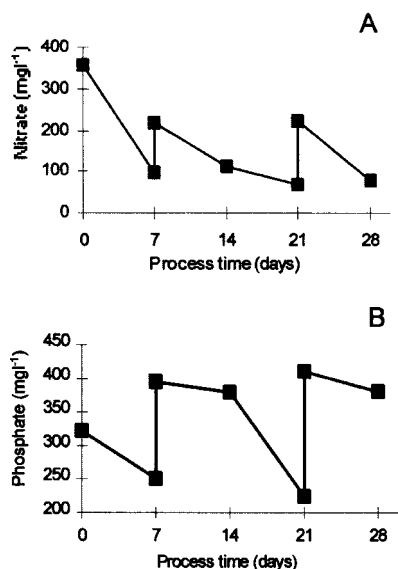 A
Nitrate (mgl-1)
400
300
200
100
0
0 7 14 21 28
Process time (days)
B
Phosphate (mgl-1)
450
400
350
300
250
200
0 7 14 21 28
Process time (days)